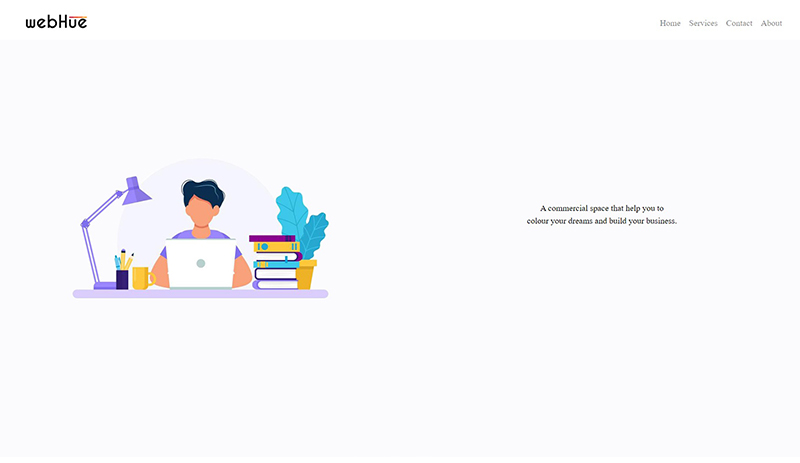 webHue
Home Services Contact About
A commercial space that help you to
colour your dreams and build your business.